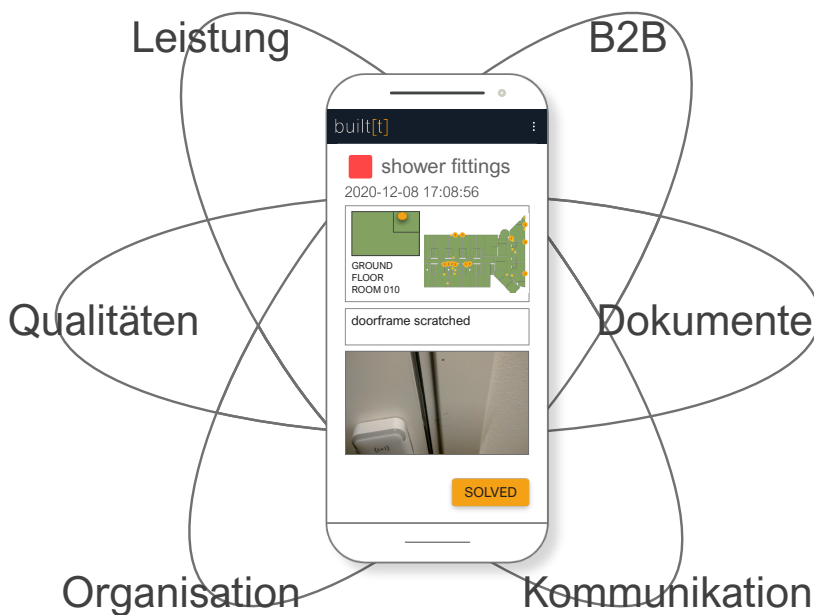 Leistung
B2B
built[t]
shower fittings
2020-12-08 17:08:56
GROUND
FLOOR
ROOM 010
Qualitäten
doorframe scratched
Dokumente
SOLVED
Organisation
Kommunikation